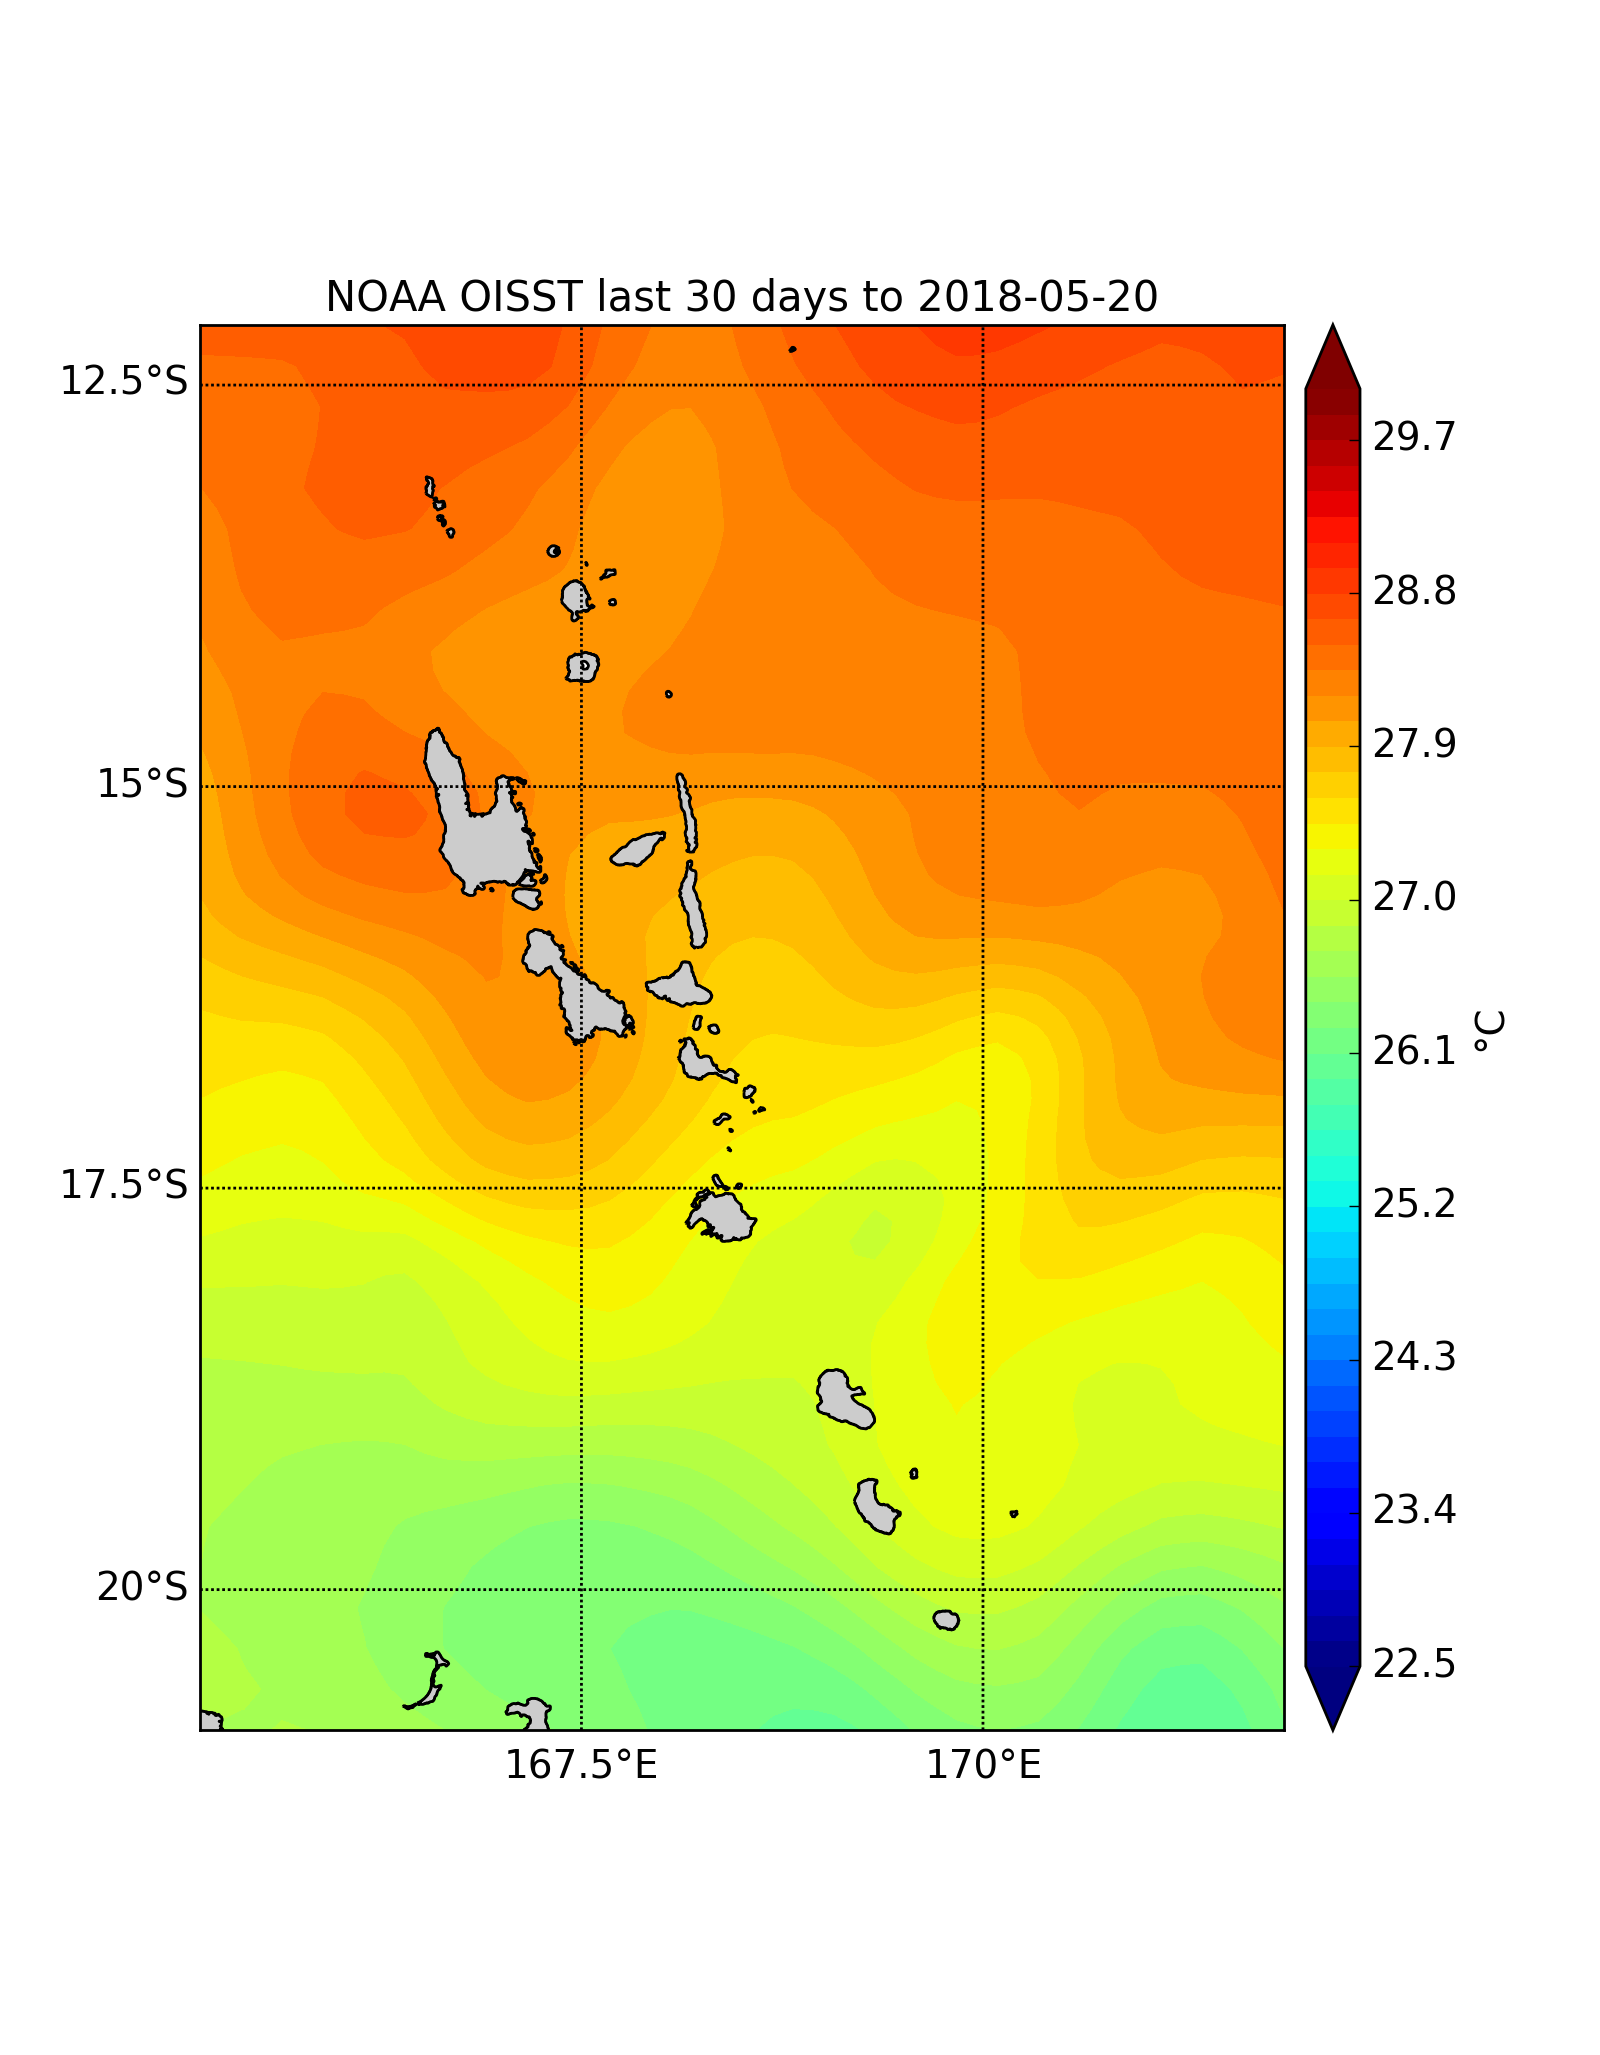 NOAA OISST last 30 days to 2018-05-20
12.5°S
15°S
17.5°S
20°S
167.5°E
170°E
29.7
28.8
27.9
27.0
26.1
25.2
24.3
23.4
22.5
°C